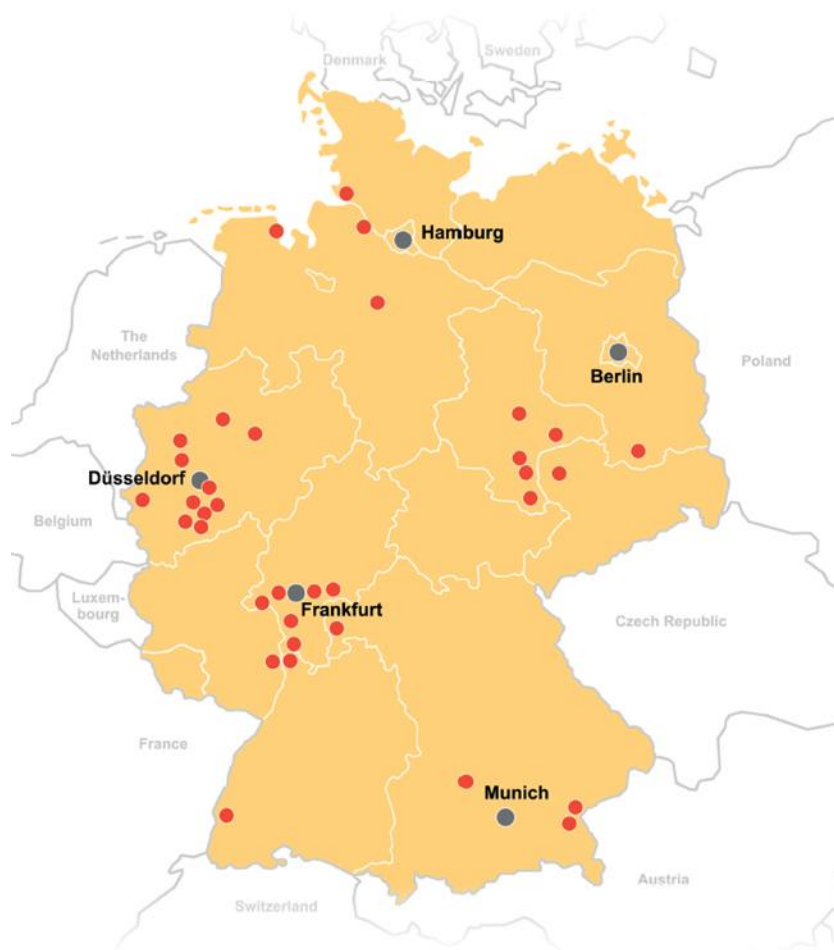 Denmark
Sweden
Hamburg
The
Netherlands
Berlin
Poland
Düsseldorf
Belgium
Luxem-
bourg
Frankfurt
Czech Republic
France
Munich
Austria
Switzerland